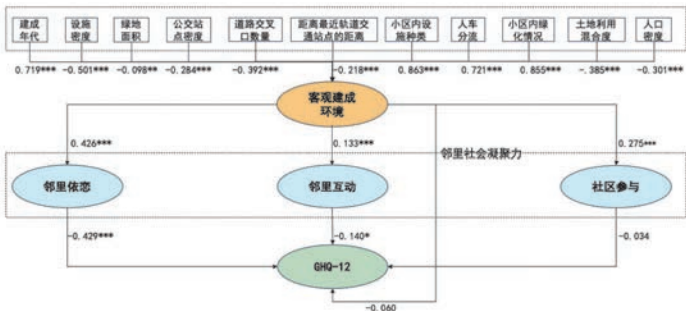 建成
年代
设施
密度
绿地
面积
公交站
点密度
道路交叉
口数量
距离最近轨道交
通站点的距离
小区内设
施种类
人车
分流
小区内绿
化情况
土地利用
混合度
人口
密度
0.719***
-0.501***
-0.098**
-0.284***
-0.392***
-0.218***
0.863***
0.721***
0.855***
-.385***
-0.301***
客观建成
环境
0.426***
0.133***
邻里社会凝聚力
0.275***
邻里依恋
邻里互动
社区参与
-0.429***
-0.140*
-0.034
GHQ-12
-0.060